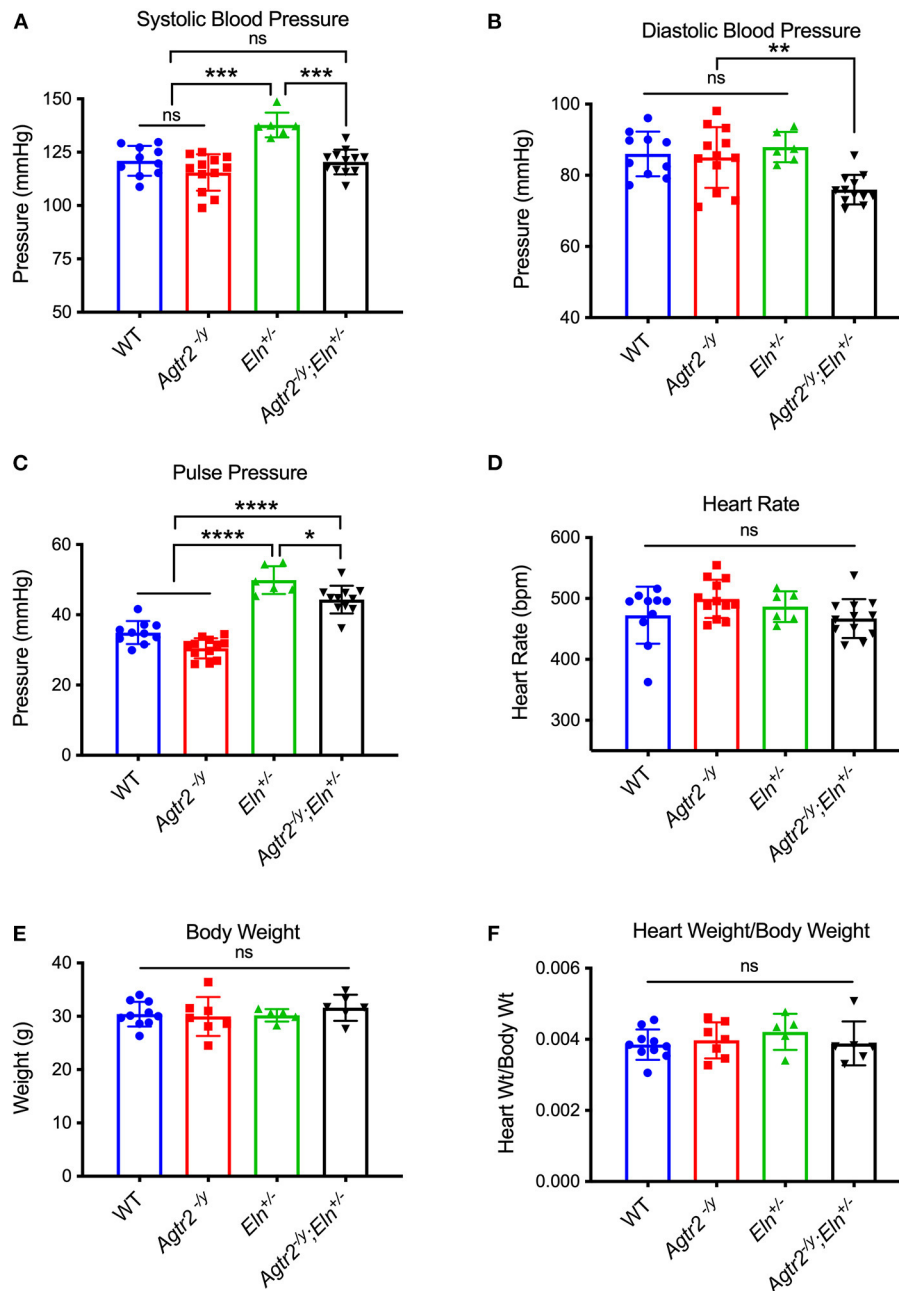 A
Systolic Blood Pressure
ns
***
***
ns
Pressure (mmHg)
150
125
100
75
50
WT
Agtr2 -/y
Eln+/-
Agtr2-/y;Eln+/-
B
Diastolic Blood Pressure
**
ns
Pressure (mmHg)
100
80
60
40
WT
Agtr2 -/y
Eln+/-
Agtr2-/y;Eln+/-
C
Pulse Pressure
****
****
*
Pressure (mmHg)
60
40
20
0
WT
Agtr2 -/y
Eln+/-
Agtr2-/y;Eln+/-
D
Heart Rate
ns
Heart Rate (bpm)
600
500
400
300
WT
Agtr2 -/y
Eln+/-
Agtr2-/y;Eln+/-
E
Body Weight
ns
Weight (g)
40
30
20
10
0
WT
Agtr2 -/y
Eln+/-
Agtr2-/y;Eln+/-
F
Heart Weight/Body Weight
ns
Heart Wt/Body Wt
0.006
0.004
0.002
0.000
WT
Agtr2 -/y
Eln+/-
Agtr2-/y;Eln+/-